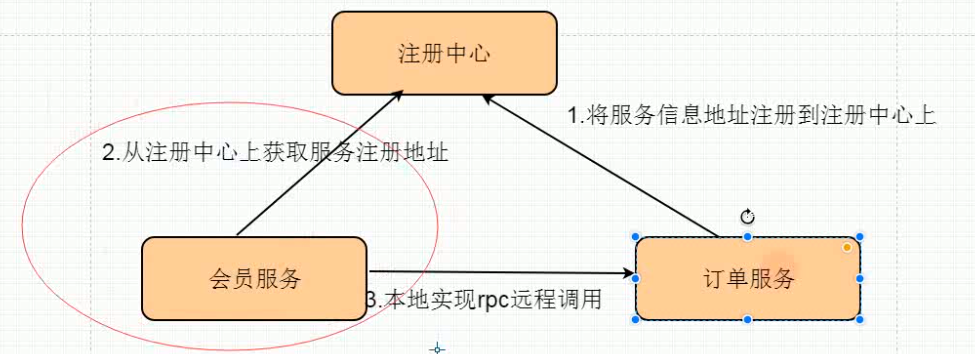 注册中心
1.将服务信息地址注册到注册中心上
2.从注册中心上获取服务注册地址
会员服务
订单服务
3.本地实现rpc远程调用